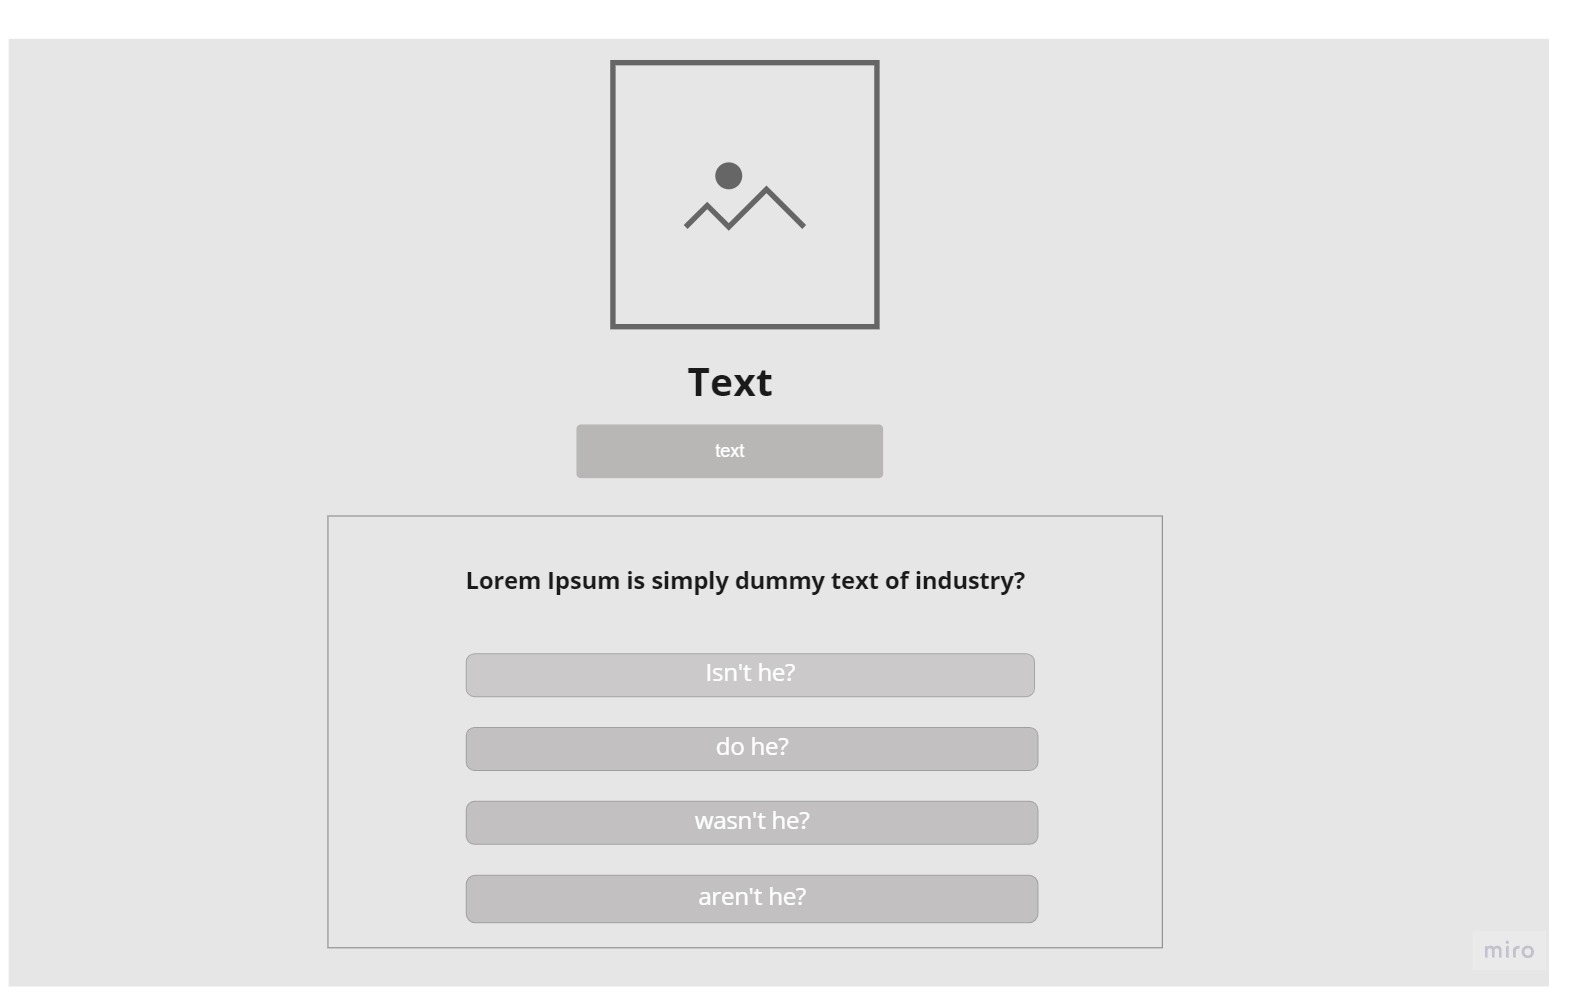 Text
text
Lorem Ipsum is simply dummy text of industry?
Isn't he?
do he?
wasn't he?
aren't he?
miro